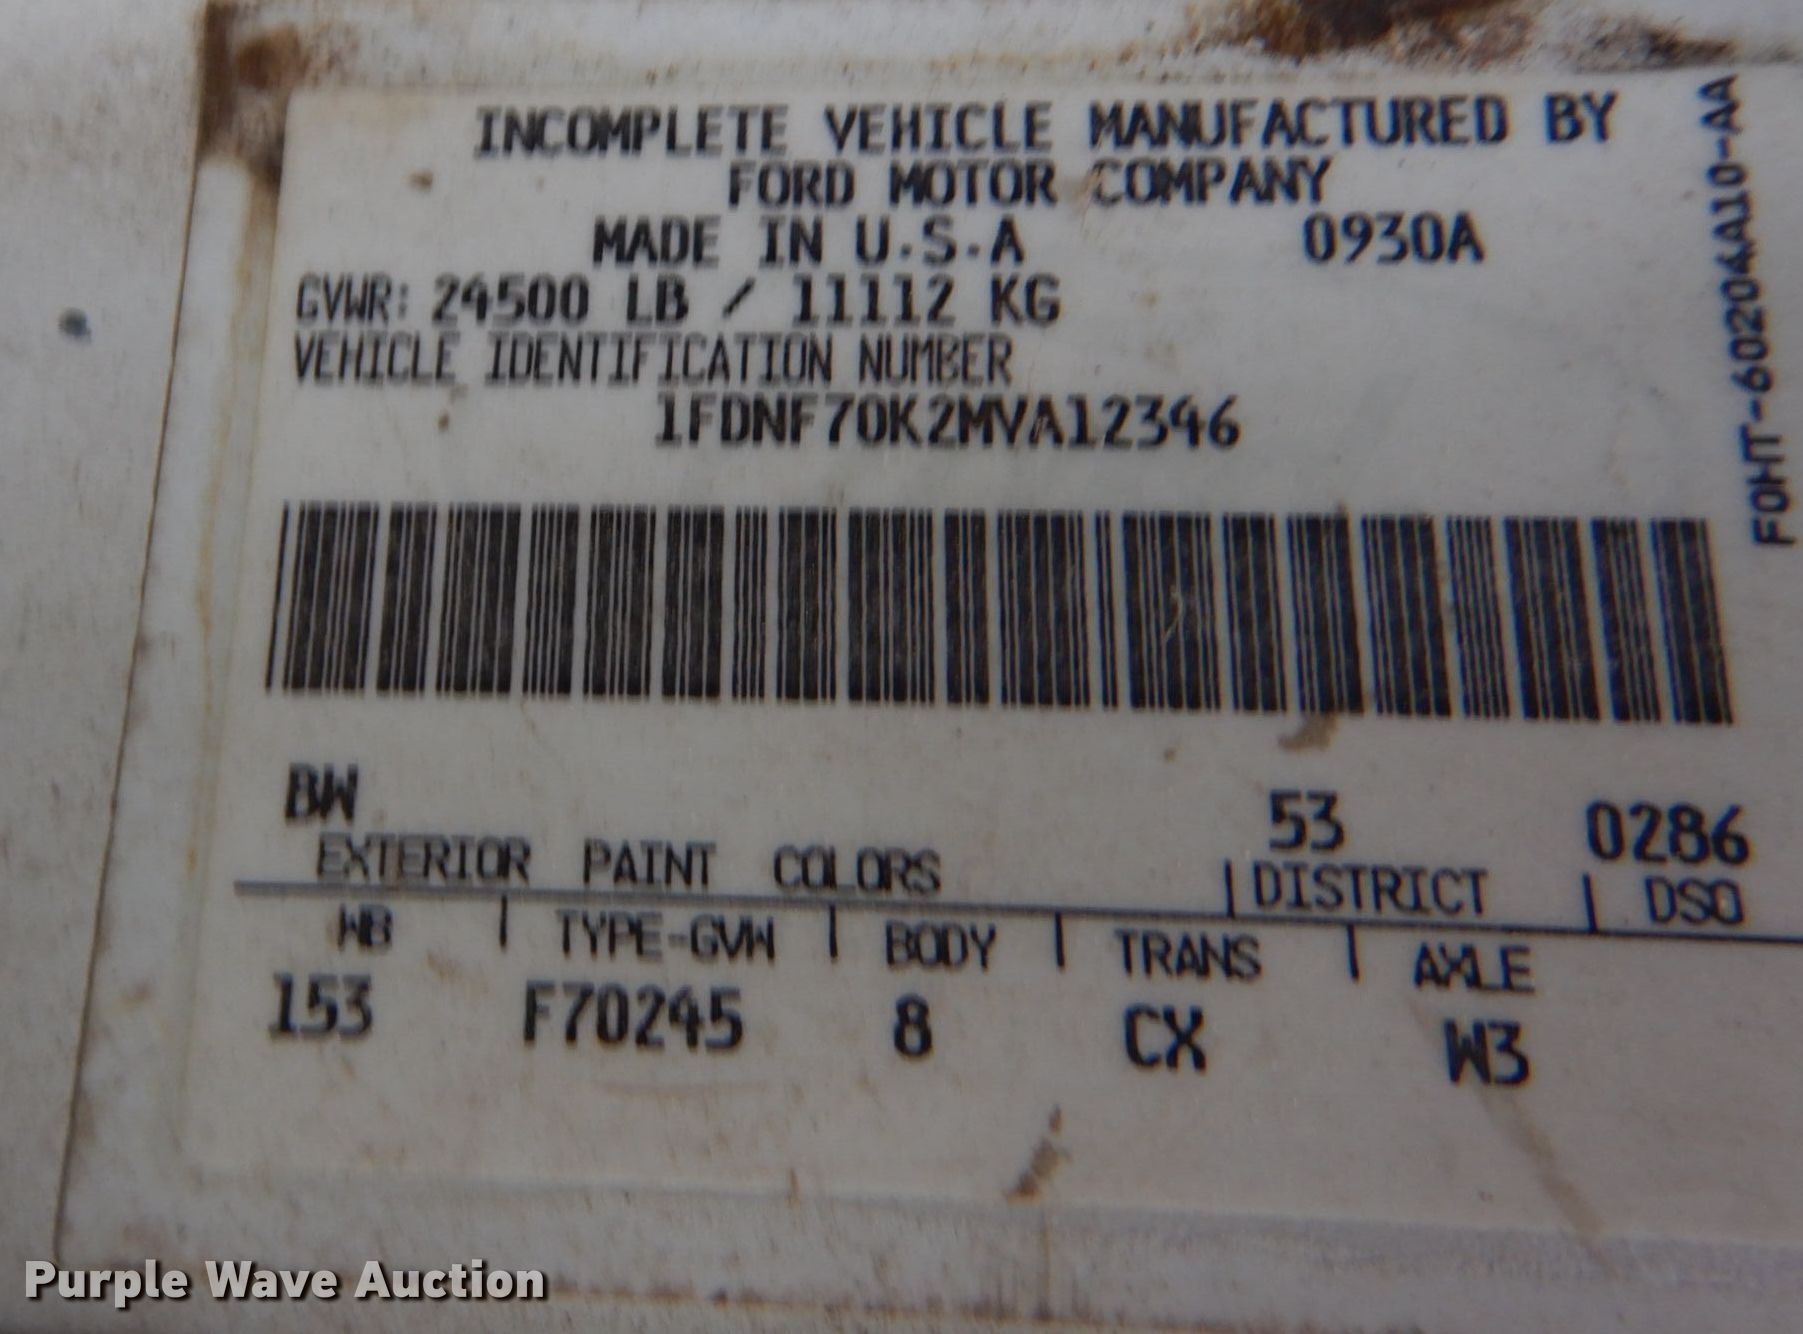 INCOMPLETE VEHICLE MANUFACTURED BY
FORD MOTOR COMPANY
MADE IN U.S.A 0930A
GVWR: 24500 LB / 11112 KG
VEHICLE IDENTIFICATION NUMBER
1FDNF70K2MVA12346
F0HT-60204A10-AA
BW 53 0286
EXTERIOR PAINT COLORS | DISTRICT | DSO
WB | TYPE-GVW | BODY | TRANS | AXLE
153 F70245 8 CX W3
Purple Wave Auction